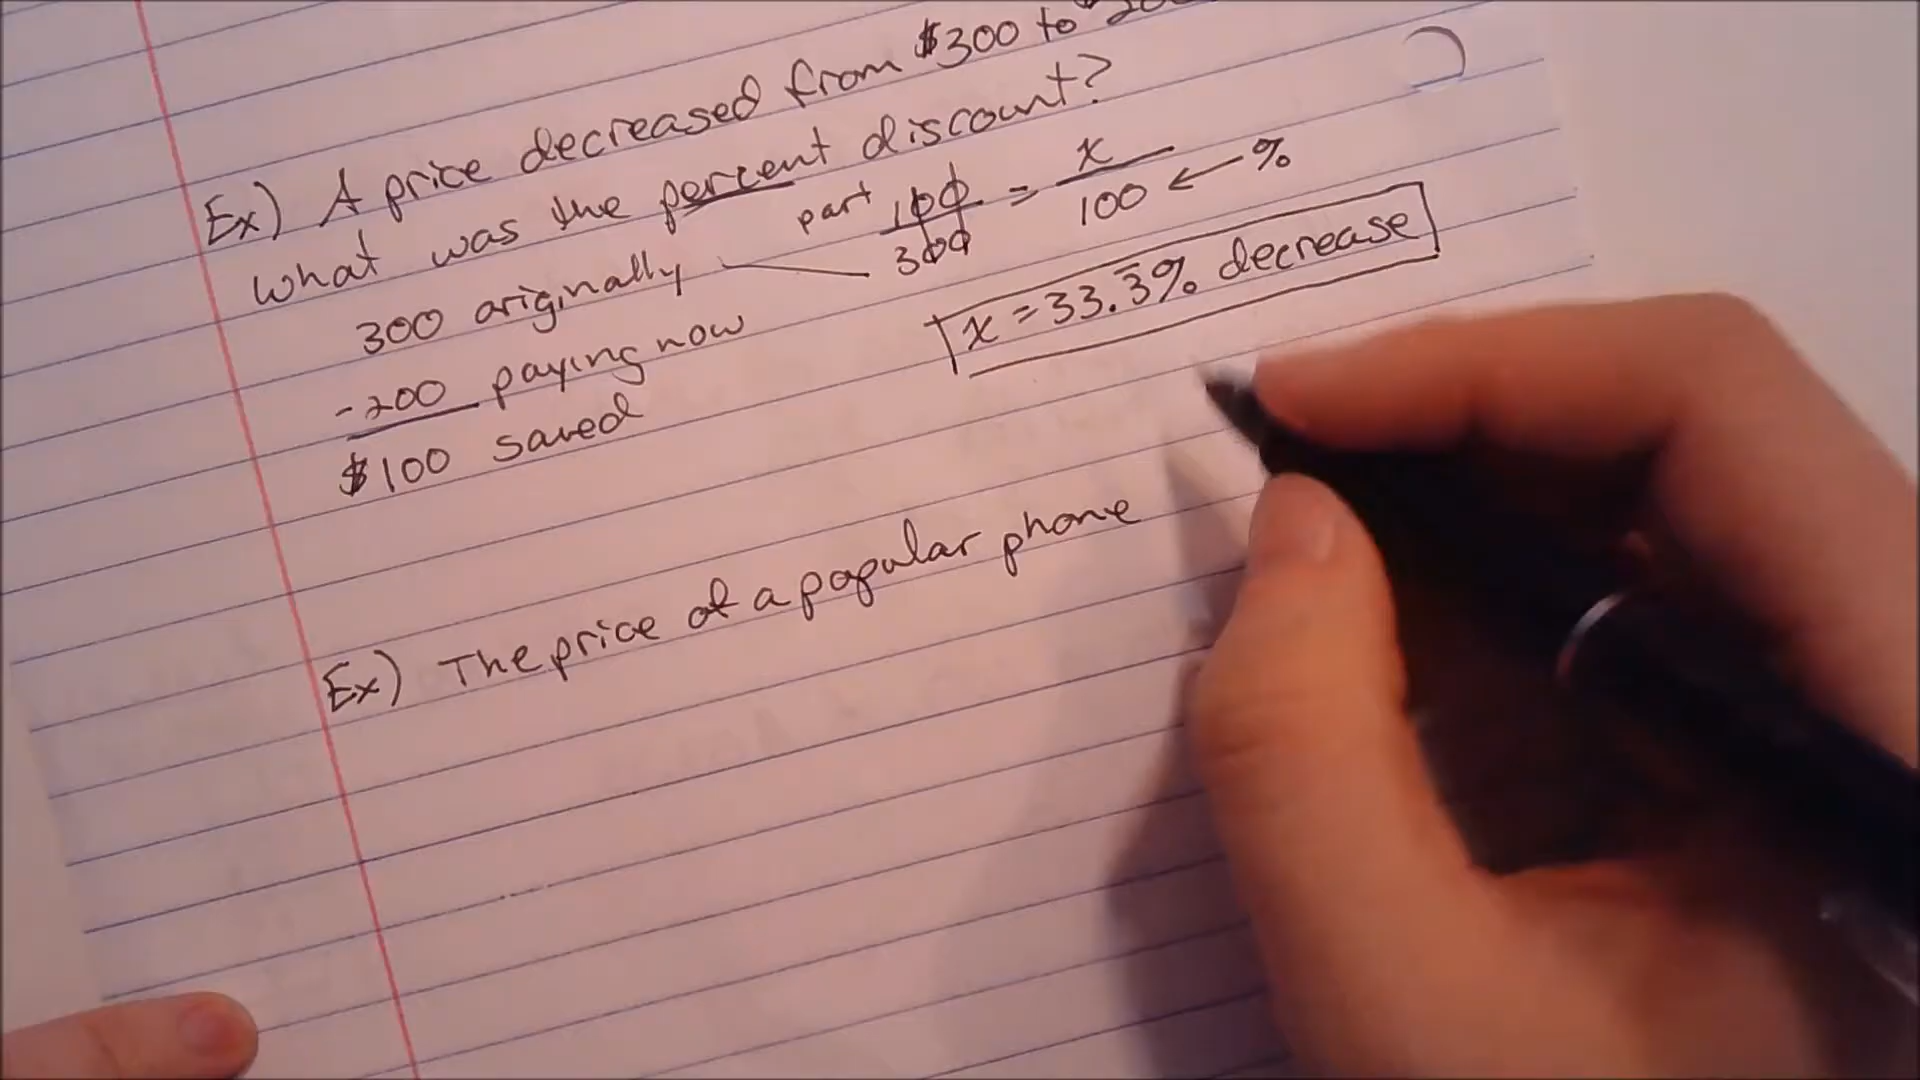 Ex) A price decreased from $300 to $20
what was the percent discount?
part 100/300 = x/100 ← %
300 originally
x = 33.3̅% decrease
-200 paying now
$100 saved
Ex) The price of a popular phone